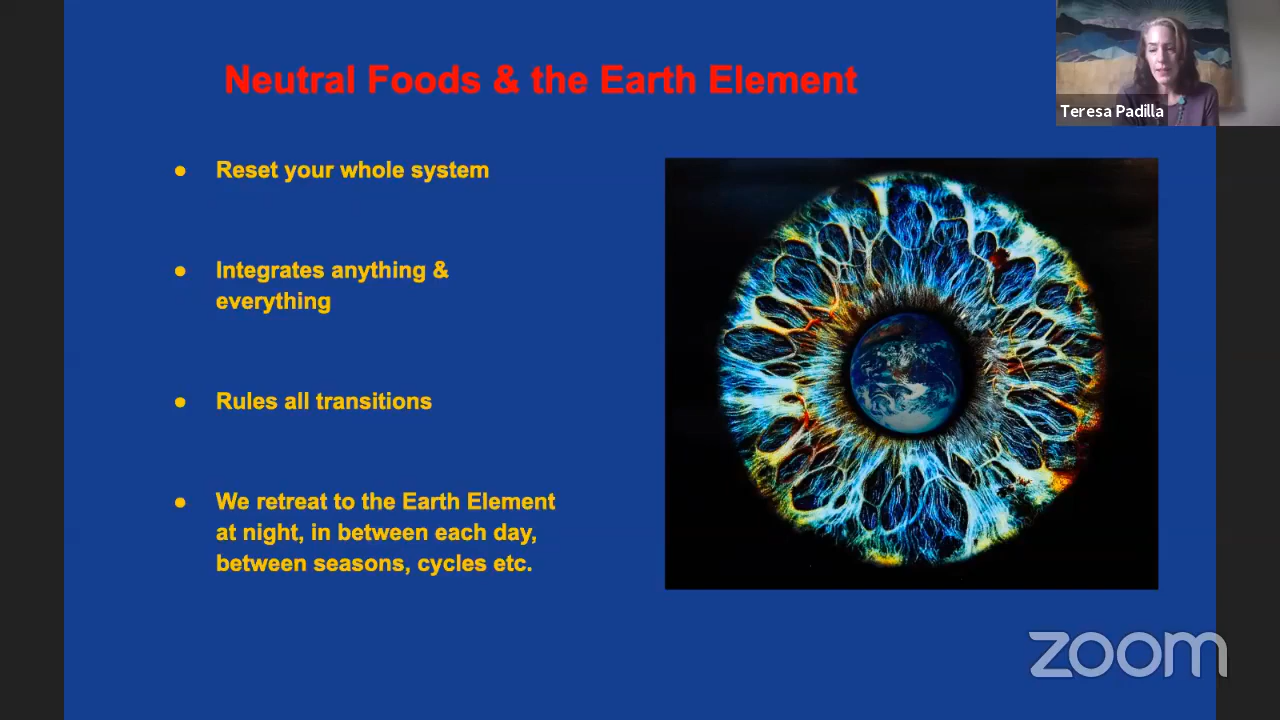 Neutral Foods & the Earth Element
Teresa Padilla
● Reset your whole system
● Integrates anything &
everything
● Rules all transitions
● We retreat to the Earth Element
at night, in between each day,
between seasons, cycles etc.
zoom